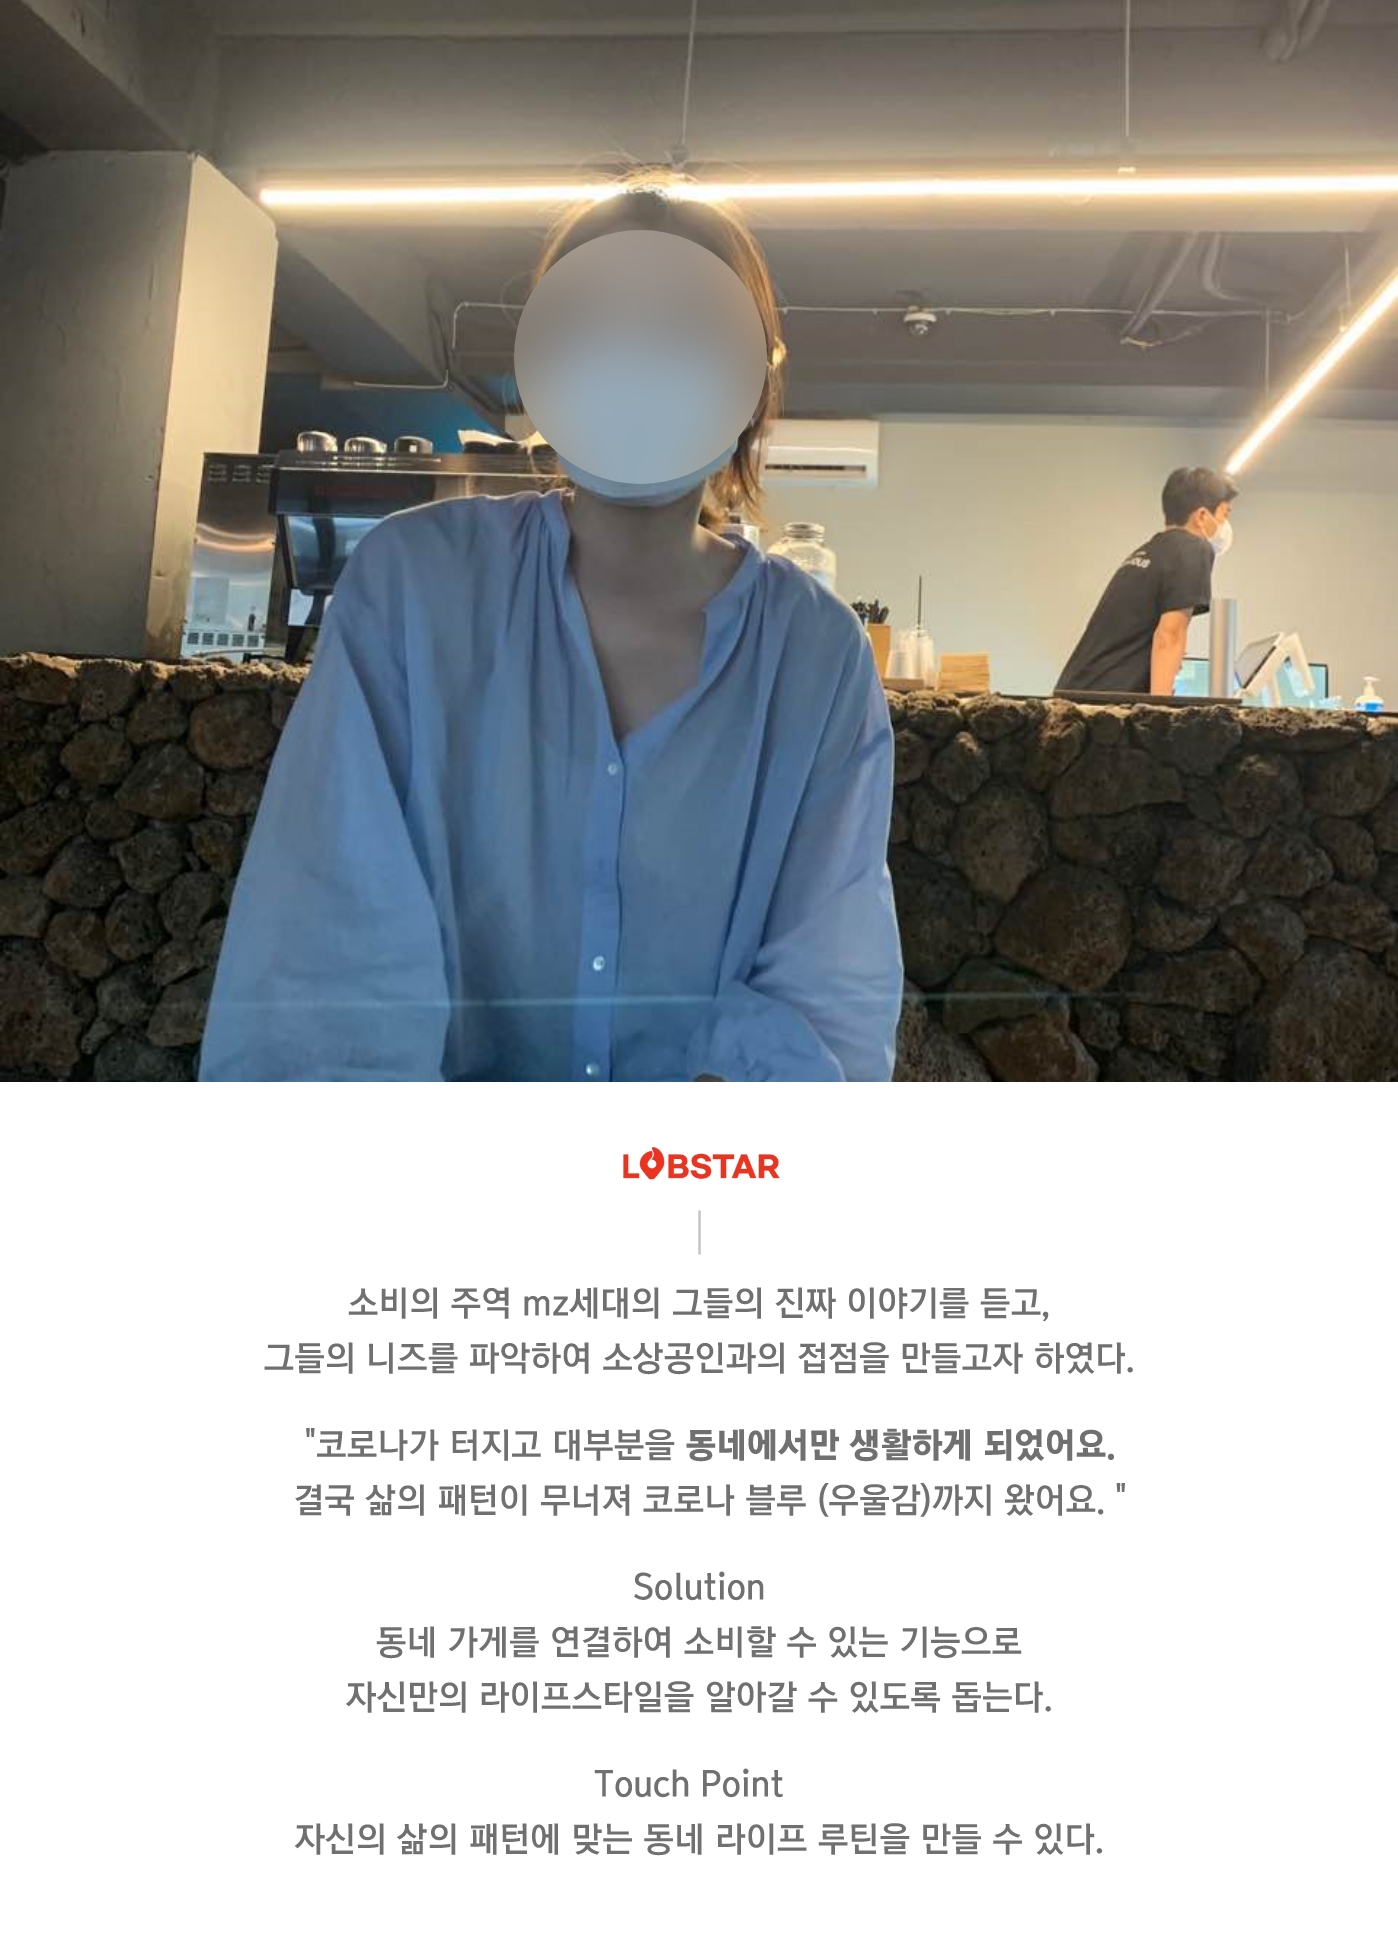 LOBSTAR
소비의 주역 mz세대의 그들의 진짜 이야기를 듣고,
그들의 니즈를 파악하여 소상공인과의 접점을 만들고자 하였다.
"코로나가 터지고 대부분을 동네에서만 생활하게 되었어요.
결국 삶의 패턴이 무너져 코로나 블루 (우울감)까지 왔어요. "
Solution
동네 가게를 연결하여 소비할 수 있는 기능으로
자신만의 라이프스타일을 알아갈 수 있도록 돕는다.
Touch Point
자신의 삶의 패턴에 맞는 동네 라이프 루틴을 만들 수 있다.